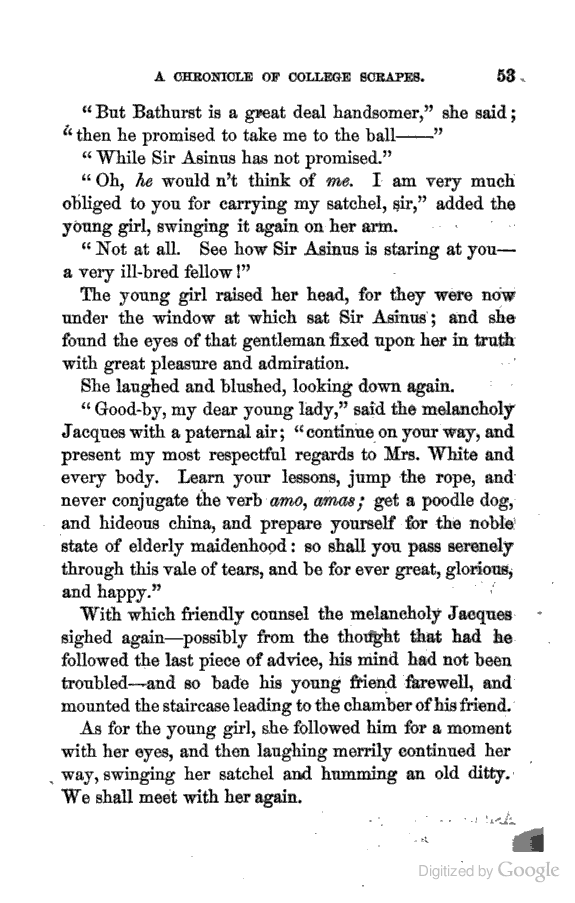 A CHRONICLE OF COLLEGE SCRAPES. 53
“But Bathurst is a great deal handsomer,” she said;
“then he promised to take me to the ball——”
“While Sir Asinus has not promised.”
“Oh, he would n’t think of me. I am very much
obliged to you for carrying my satchel, sir,” added the
young girl, swinging it again on her arm.
“Not at all. See how Sir Asinus is staring at you—
a very ill-bred fellow!”
The young girl raised her head, for they were now
under the window at which sat Sir Asinus; and she
found the eyes of that gentleman fixed upon her in truth
with great pleasure and admiration.
She laughed and blushed, looking down again.
“Good-by, my dear young lady,” said the melancholy
Jacques with a paternal air; “continue on your way, and
present my most respectful regards to Mrs. White and
every body. Learn your lessons, jump the rope, and
never conjugate the verb amo, amas; get a poodle dog,
and hideous china, and prepare yourself for the noble
state of elderly maidenhood: so shall you pass serenely
through this vale of tears, and be for ever great, glorious,
and happy.”
With which friendly counsel the melancholy Jacques
sighed again—possibly from the thought that had he
followed the last piece of advice, his mind had not been
troubled—and so bade his young friend farewell, and
mounted the staircase leading to the chamber of his friend.
As for the young girl, she followed him for a moment
with her eyes, and then laughing merrily continued her
way, swinging her satchel and humming an old ditty.
We shall meet with her again.
Digitized by Google